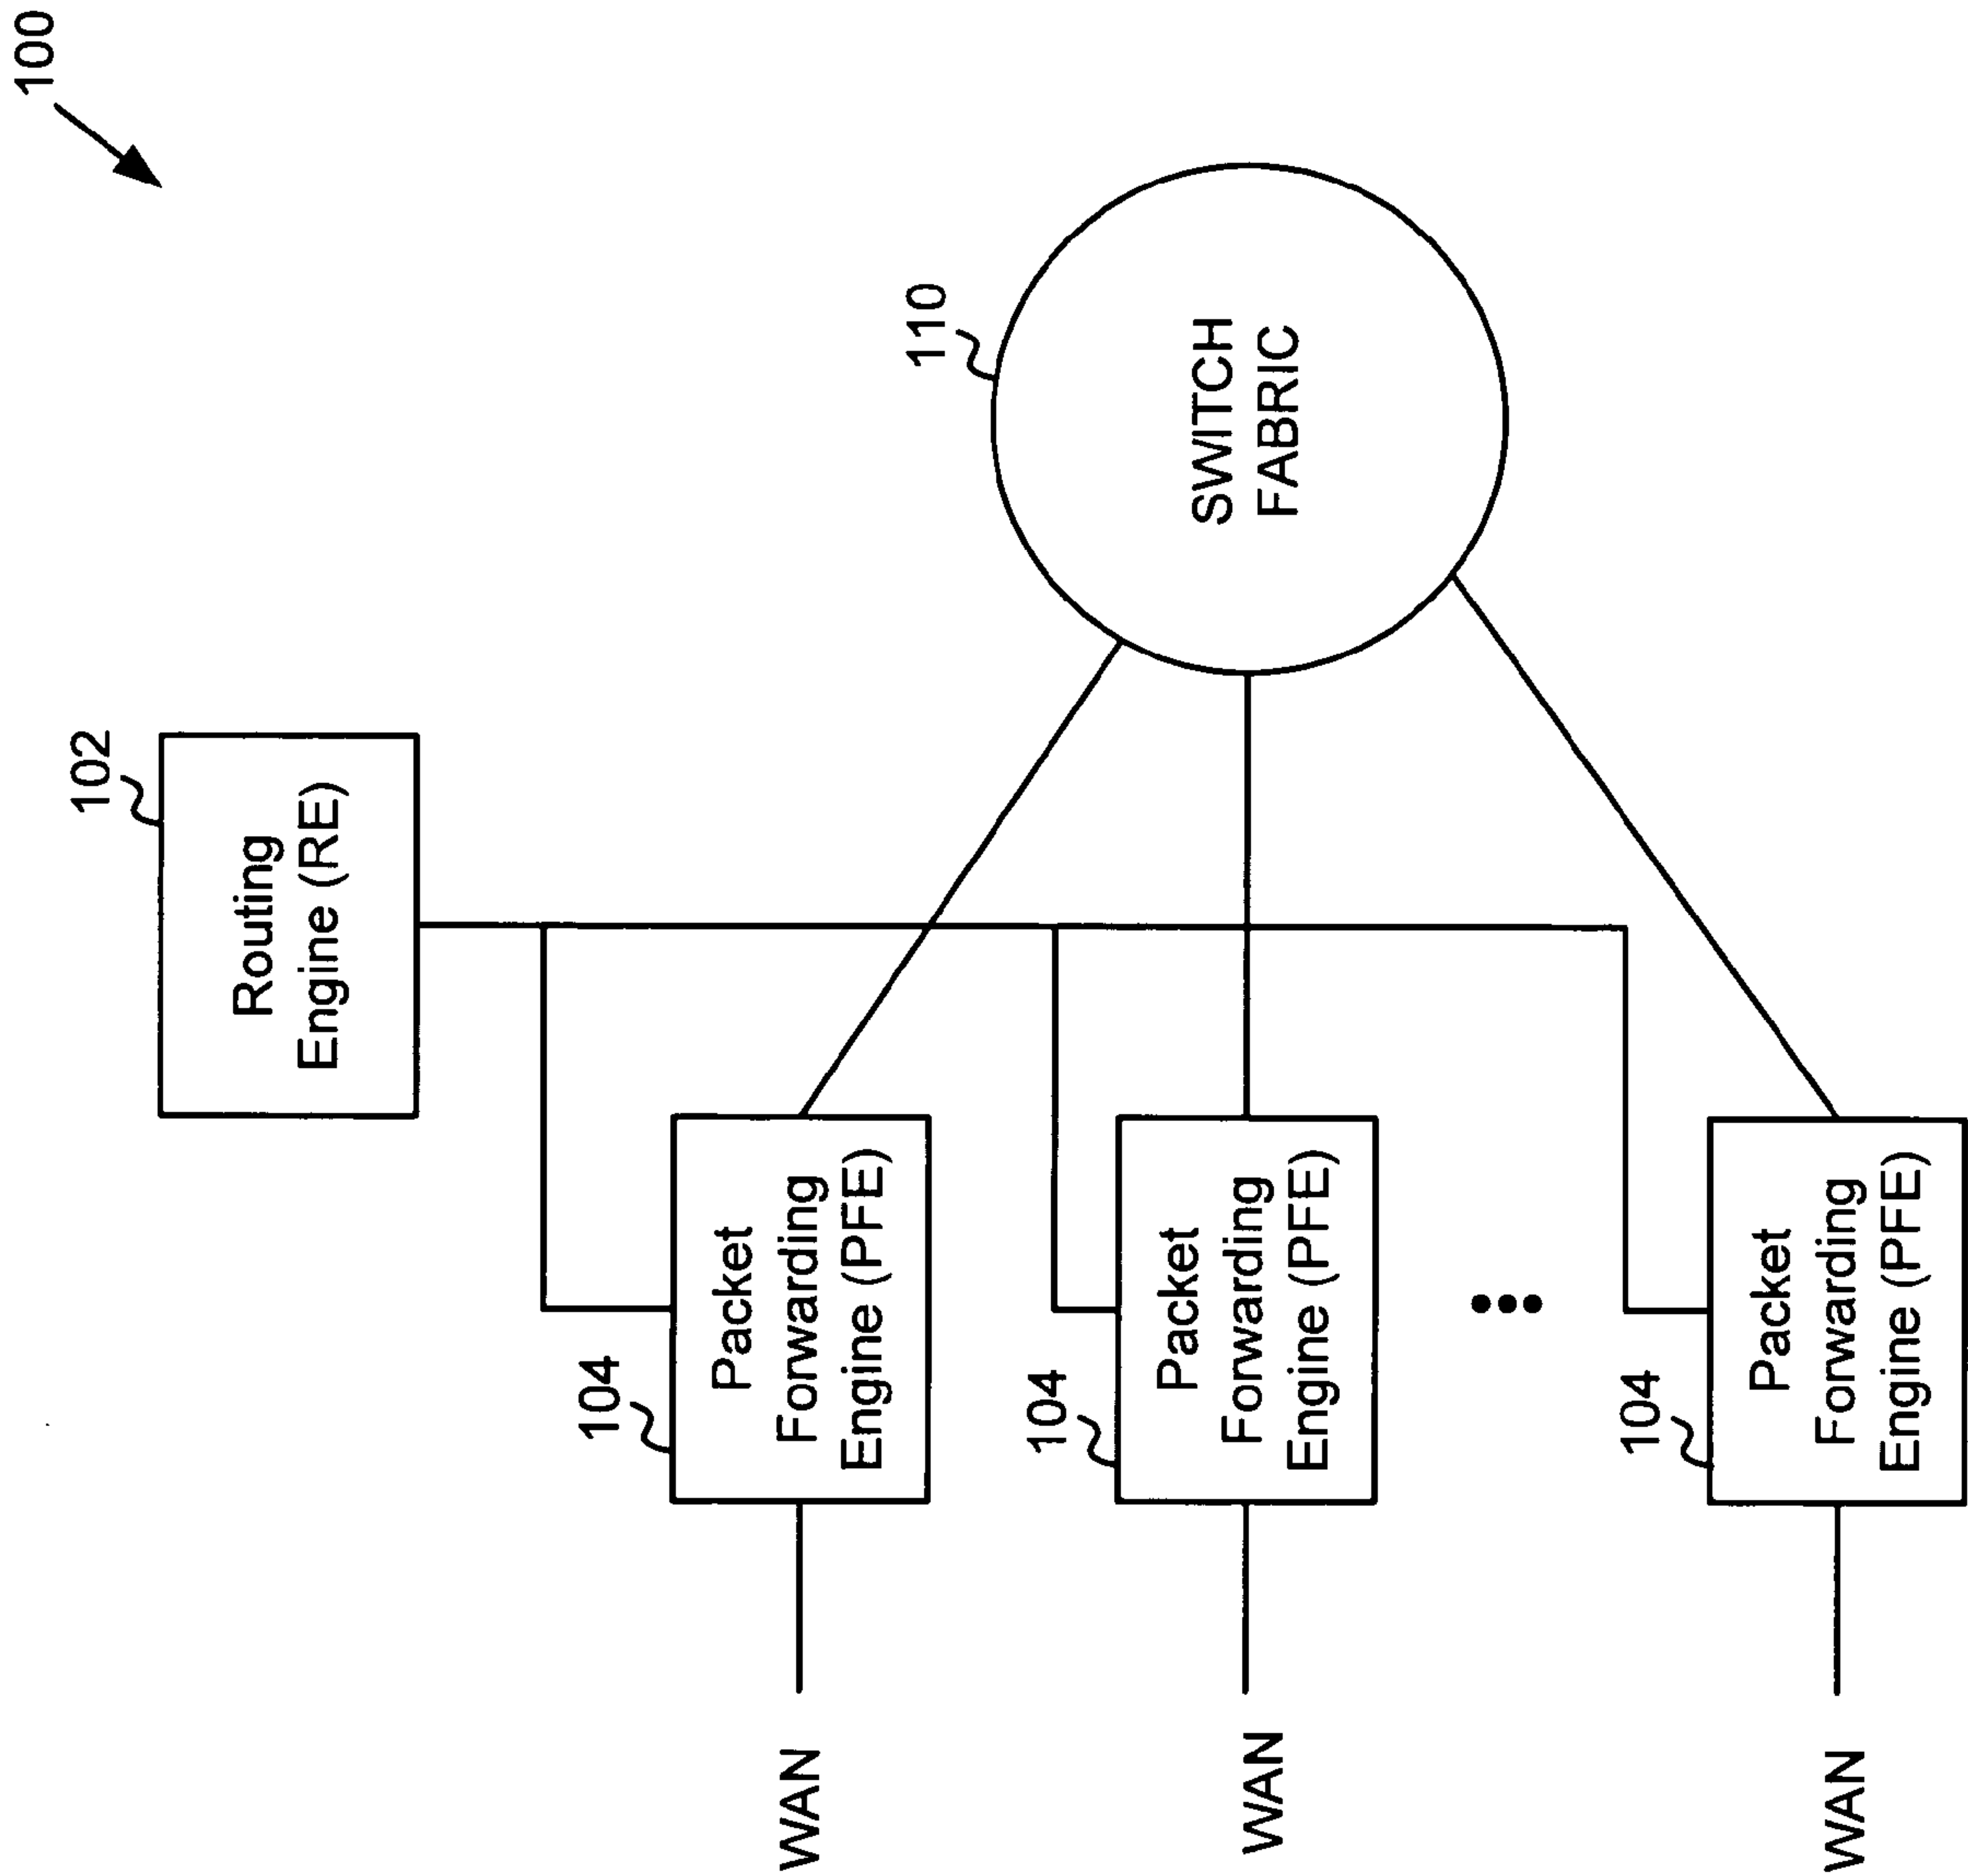 100
102
Routing
Engine (RE)
110
SWITCH
FABRIC
104
Packet
Forwarding
Engine (PFE)
WAN
104
Packet
Forwarding
Engine (PFE)
WAN
104
Packet
Forwarding
Engine (PFE)
WAN